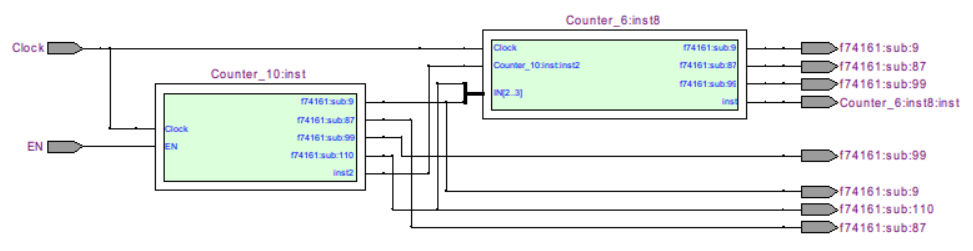 Counter_6:inst8
Clock
Clock
f74161:sub:9
f74161:sub:9
Counter_10:inst:inst2
f74161:sub:87
f74161:sub:87
Counter_10:inst
f74161:sub:99
f74161:sub:99
IN[2..3]
f74161:sub:9
inst
Counter_6:inst8:inst
f74161:sub:87
Clock
f74161:sub:99
EN
EN
f74161:sub:110
f74161:sub:99
inst2
f74161:sub:9
f74161:sub:110
f74161:sub:87